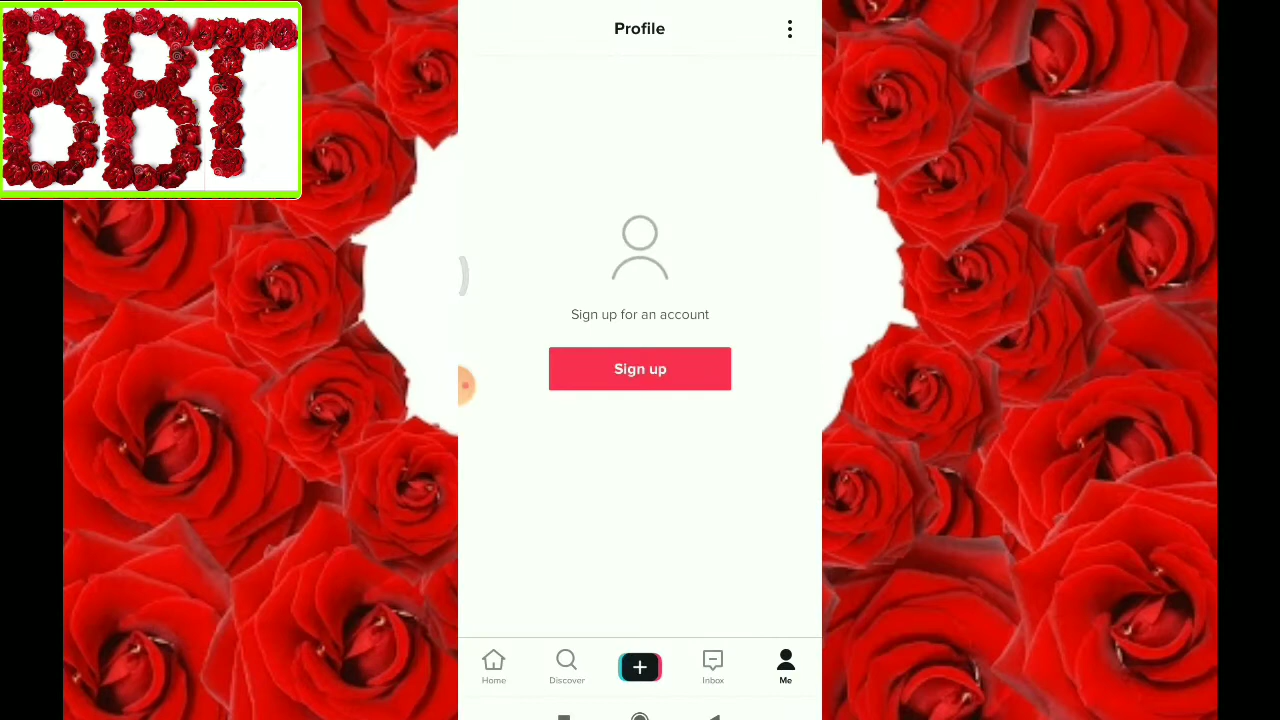 BBT
Profile
Sign up for an account
Sign up
Home
Discover
Inbox
Me